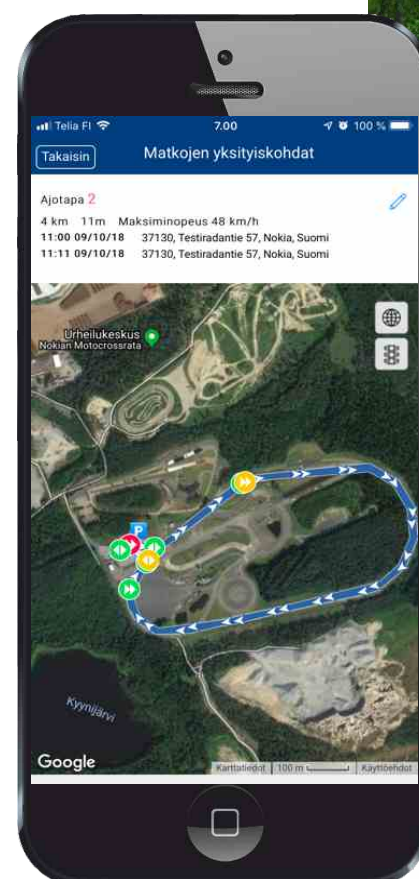 Telia FI 7.00 100 %
Takaisin Matkojen yksityiskohdat
Ajotapa 2
4 km 11m Maksiminopeus 48 km/h
11:00 09/10/18 37130, Testiradantie 57, Nokia, Suomi
11:11 09/10/18 37130, Testiradantie 57, Nokia, Suomi
Urheilukeskus
Nokian Motocrossrata
P
Kyynijärvi
Google Karttatiedot 100 m Käyttöehdot